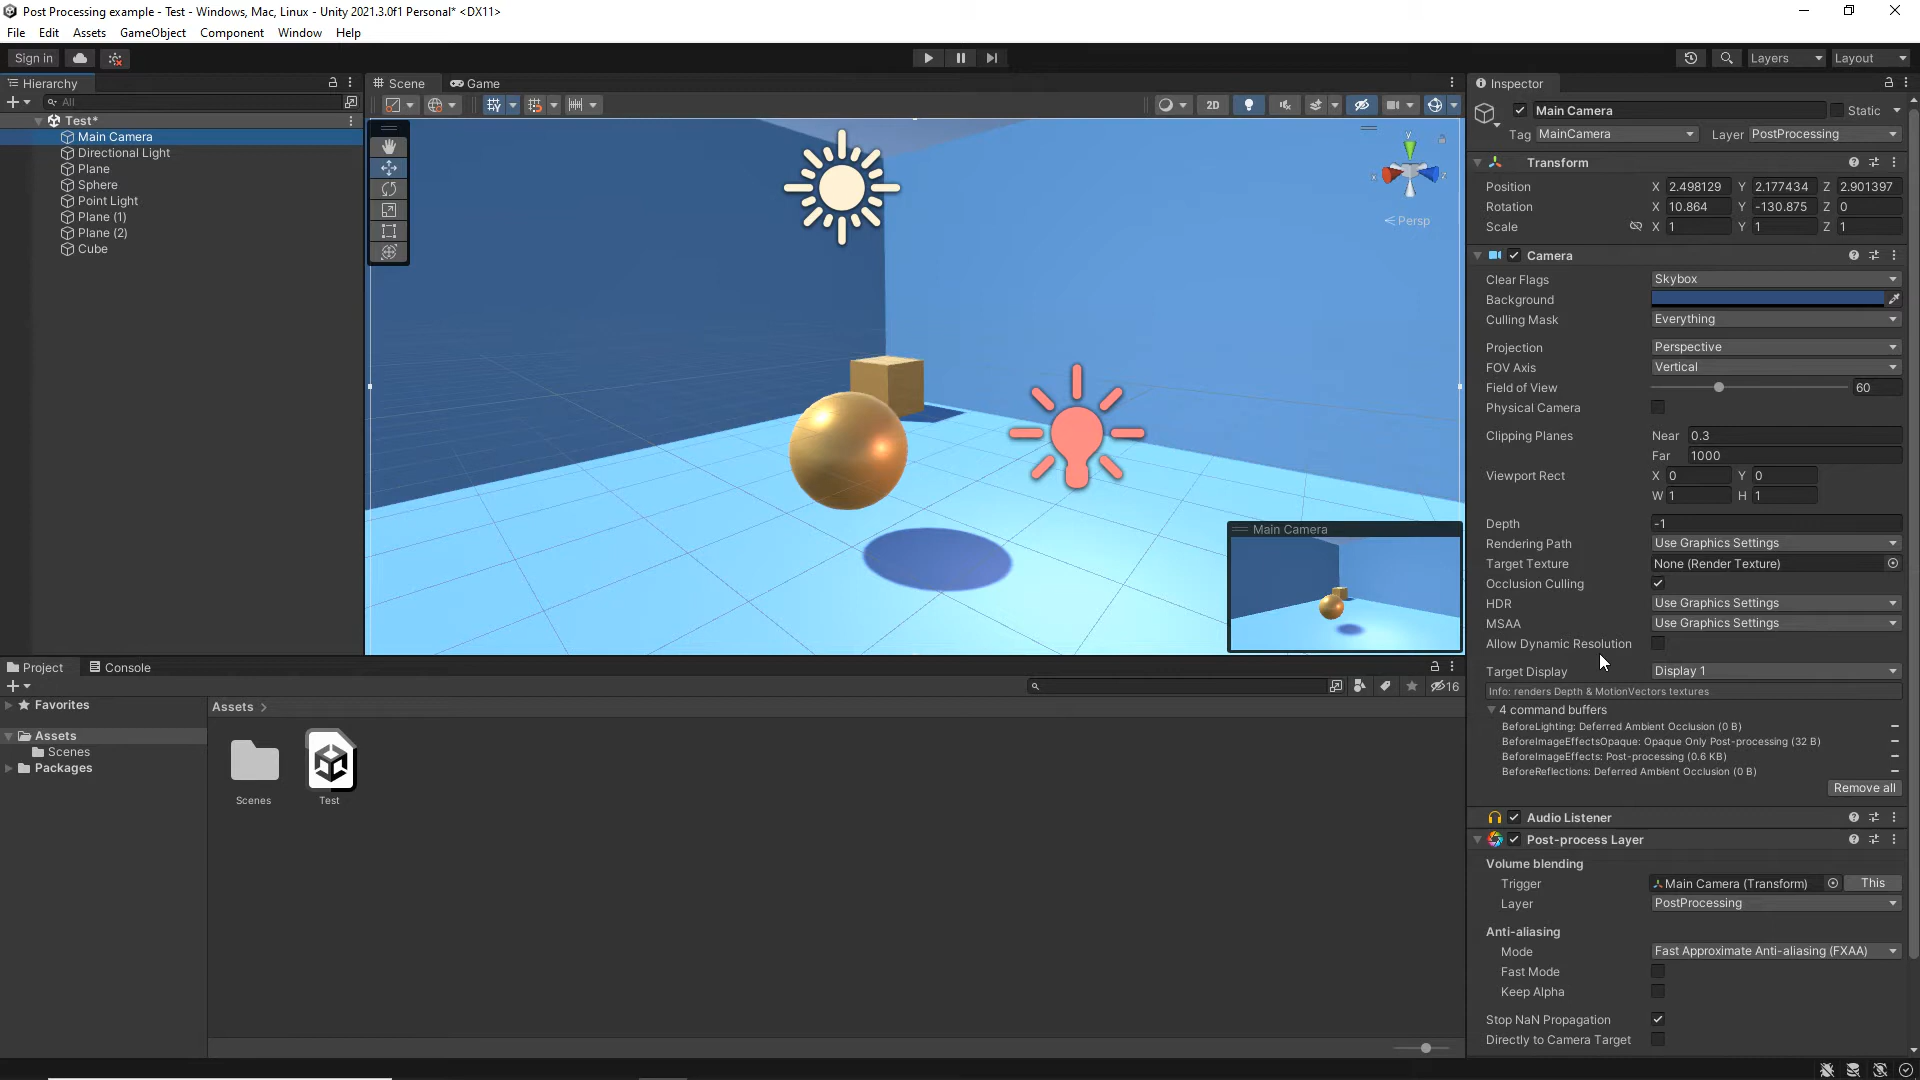 Post Processing example - Test - Windows, Mac, Linux - Unity 2021.3.0f1 Personal* <DX11>
File Edit Assets GameObject Component Window Help
Sign in
Layers
Layout
Hierarchy
All
Test*
Main Camera
Directional Light
Plane
Sphere
Point Light
Plane (1)
Plane (2)
Cube
Scene
Game
2D
Y
X
Z
Persp
Main Camera
Project
Console
16
Favorites
Assets
Scenes
Packages
Assets
Scenes
Test
Inspector
Main Camera
Static
Tag MainCamera
Layer PostProcessing
Transform
Position X 2.498129 Y 2.177434 Z 2.901397
Rotation X 10.864 Y -130.875 Z 0
Scale X 1 Y 1 Z 1
Camera
Clear Flags Skybox
Background
Culling Mask Everything
Projection Perspective
FOV Axis Vertical
Field of View 60
Physical Camera
Clipping Planes Near 0.3
Far 1000
Viewport Rect X 0 Y 0
W 1 H 1
Depth -1
Rendering Path Use Graphics Settings
Target Texture None (Render Texture)
Occlusion Culling
HDR Use Graphics Settings
MSAA Use Graphics Settings
Allow Dynamic Resolution
Target Display Display 1
Info: renders Depth & MotionVectors textures
4 command buffers
BeforeLighting: Deferred Ambient Occlusion (0 B)
BeforeImageEffectsOpaque: Opaque Only Post-processing (32 B)
BeforeImageEffects: Post-processing (0.6 KB)
BeforeReflections: Deferred Ambient Occlusion (0 B)
Remove all
Audio Listener
Post-process Layer
Volume blending
Trigger Main Camera (Transform) This
Layer PostProcessing
Anti-aliasing
Mode Fast Approximate Anti-aliasing (FXAA)
Fast Mode
Keep Alpha
Stop NaN Propagation
Directly to Camera Target